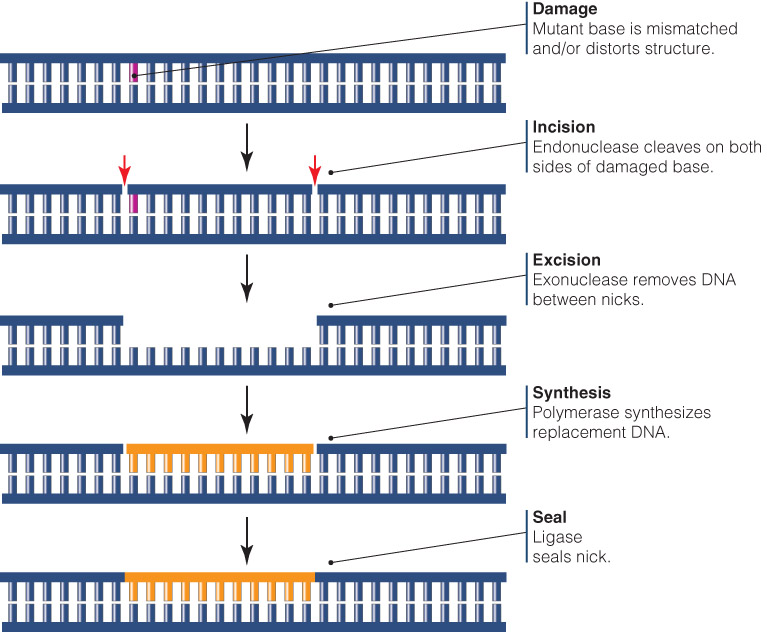 Damage
Mutant base is mismatched
and/or distorts structure.
Incision
Endonuclease cleaves on both
sides of damaged base.
Excision
Exonuclease removes DNA
between nicks.
Synthesis
Polymerase synthesizes
replacement DNA.
Seal
Ligase
seals nick.